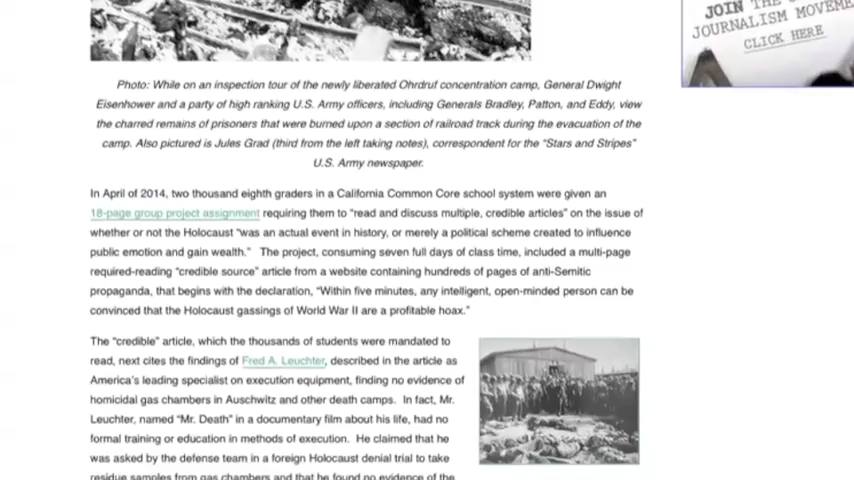 JOIN THE
JOURNALISM MOVEME
CLICK HERE
Photo: While on an inspection tour of the newly liberated Ohrdruf concentration camp, General Dwight
Eisenhower and a party of high ranking U.S. Army officers, including Generals Bradley, Patton, and Eddy, view
the charred remains of prisoners that were burned upon a section of railroad track during the evacuation of the
camp. Also pictured is Jules Grad (third from the left taking notes), correspondent for the “Stars and Stripes”
U.S. Army newspaper.
In April of 2014, two thousand eighth graders in a California Common Core school system were given an
18-page group project assignment requiring them to “read and discuss multiple, credible articles” on the issue of
whether or not the Holocaust “was an actual event in history, or merely a political scheme created to influence
public emotion and gain wealth.” The project, consuming seven full days of class time, included a multi-page
required-reading “credible source” article from a website containing hundreds of pages of anti-Semitic
propaganda, that begins with the declaration, “Within five minutes, any intelligent, open-minded person can be
convinced that the Holocaust gassings of World War II are a profitable hoax.”
The “credible” article, which the thousands of students were mandated to
read, next cites the findings of Fred A. Leuchter, described in the article as
America’s leading specialist on execution equipment, finding no evidence of
homicidal gas chambers in Auschwitz and other death camps. In fact, Mr.
Leuchter, named “Mr. Death” in a documentary film about his life, had no
formal training or education in methods of execution. He claimed that he
was asked by the defense team in a foreign Holocaust denial trial to take
residue samples from gas chambers and that he found no evidence of the